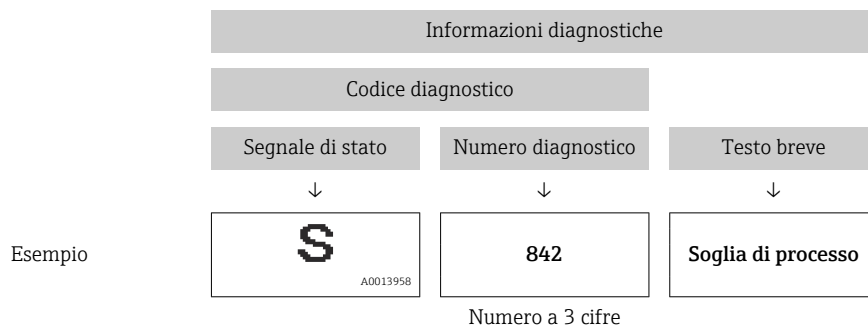 Informazioni diagnostiche
Codice diagnostico
Segnale di stato Numero diagnostico Testo breve
↓ ↓ ↓
Esempio S 842 Soglia di processo
A0013958
Numero a 3 cifre